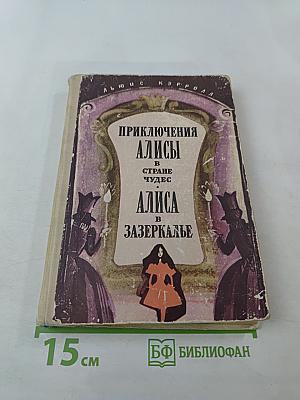 ЛЬЮИС КЭРРОЛЛ
ПРИКЛЮЧЕНИЯ
АЛИСЫ
В
СТРАНЕ
ЧУДЕС
·
АЛИСА
В
ЗАЗЕРКАЛЬЕ
15 см
БФ БИБЛИОФАН